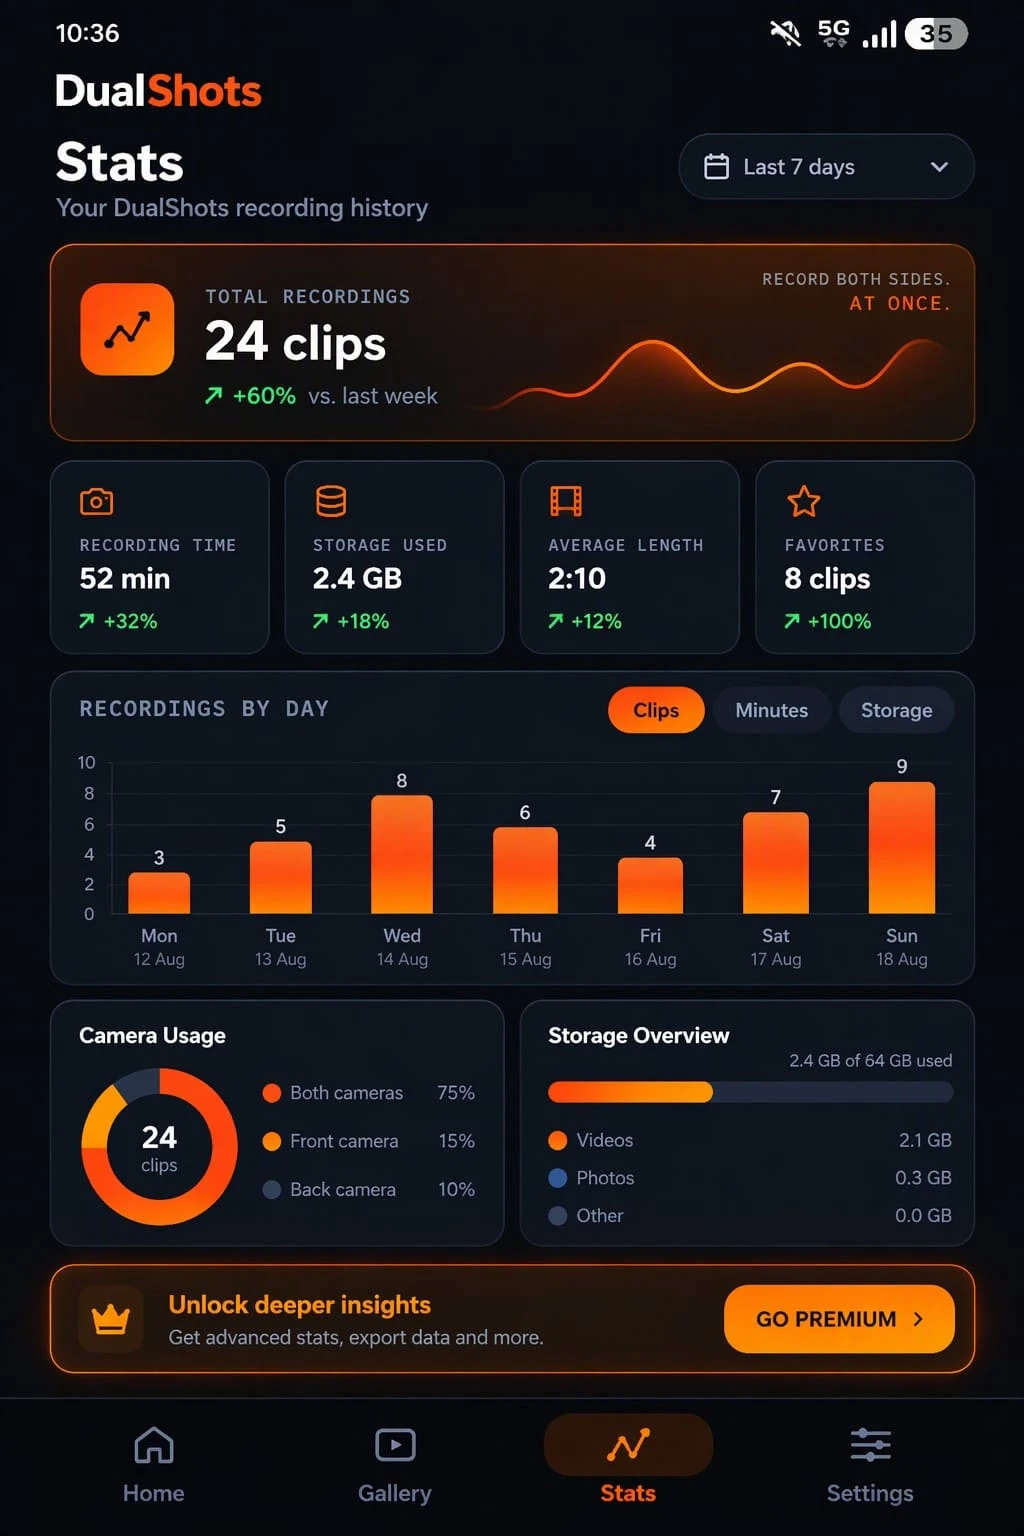 10:36
5G
35
DualShots
Stats
Your DualShots recording history
Last 7 days
TOTAL RECORDINGS
24 clips
+60% vs. last week
RECORD BOTH SIDES.
AT ONCE.
RECORDING TIME
52 min
+32%
STORAGE USED
2.4 GB
+18%
AVERAGE LENGTH
2:10
+12%
FAVORITES
8 clips
+100%
RECORDINGS BY DAY
Clips Minutes Storage
10
8
6
4
2
0
3
5
8
6
4
7
9
Mon Tue Wed Thu Fri Sat Sun
12 Aug 13 Aug 14 Aug 15 Aug 16 Aug 17 Aug 18 Aug
Camera Usage
24
clips
Both cameras 75%
Front camera 15%
Back camera 10%
Storage Overview
2.4 GB of 64 GB used
Videos 2.1 GB
Photos 0.3 GB
Other 0.0 GB
Unlock deeper insights
Get advanced stats, export data and more.
GO PREMIUM
Home Gallery Stats Settings